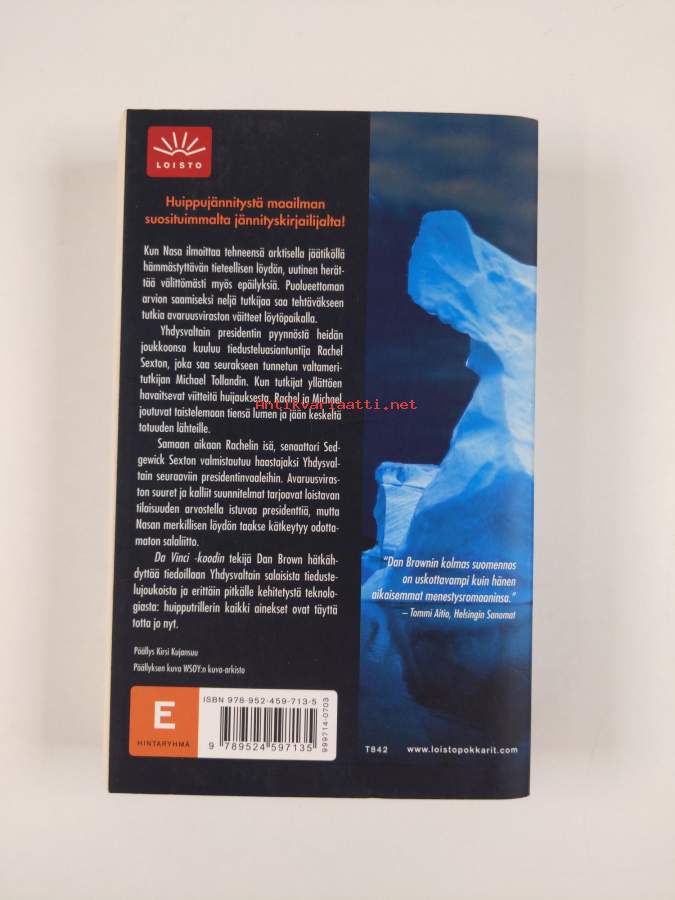 LOISTO
Huippujännitystä maailman
suosituimmalta jännityskirjailijalta!
Kun Nasa ilmoittaa tehneensä arktisella jäätiköllä
hämmästyttävän tieteellisen löydön, uutinen herät-
tää välittömästi myös epäilyksiä. Puolueettoman
arvion saamiseksi neljä tutkijaa saa tehtäväkseen
tutkia avaruusviraston väitteet löytöpaikalla.
Yhdysvaltain presidentin pyynnöstä heidän
joukkoonsa kuuluu tiedusteluasiantuntija Rachel
Sexton, joka saa seurakseen tunnetun valtameri-
tutkijan Michael Tollandin. Kun tutkijat yllättäen
havaitsevat viitteitä huijauksesta, Rachel ja Michael
joutuvat taistelemaan tiensä lumen ja jään keskeltä
totuuden lähteille.
Antikvariaatti.net
Samaan aikaan Rachelin isä, senaattori Sed-
gewick Sexton valmistautuu haastajaksi Yhdysval-
tain seuraaviin presidentinvaaleihin. Avaruusviras-
ton suuret ja kalliit suunnitelmat tarjoavat loistavan
tilaisuuden arvostella istuvaa presidenttiä, mutta
Nasan merkillisen löydön taakse kätkeytyy odotta-
maton salaliitto.
Da Vinci -koodin tekijä Dan Brown hätkäh-
dyttää tiedoillaan Yhdysvaltain salaisista tieduste-
lujoukoista ja erittäin pitkälle kehitetystä teknolo-
giasta: huipputrillerin kaikki ainekset ovat täyttä
totta jo nyt.
Päällys Kirsi Kujansuu
Päällyksen kuva WSOY:n kuva-arkisto
"Dan Brownin kolmas suomennos
on uskottavampi kuin hänen
aikaisemmat menestysromaaninsa."
– Tommi Aitio, Helsingin Sanomat
E
HINTARYHMÄ
ISBN 978-952-459-713-5
9 789524 597135
999714-0703
T842
www.loistopokkarit.com